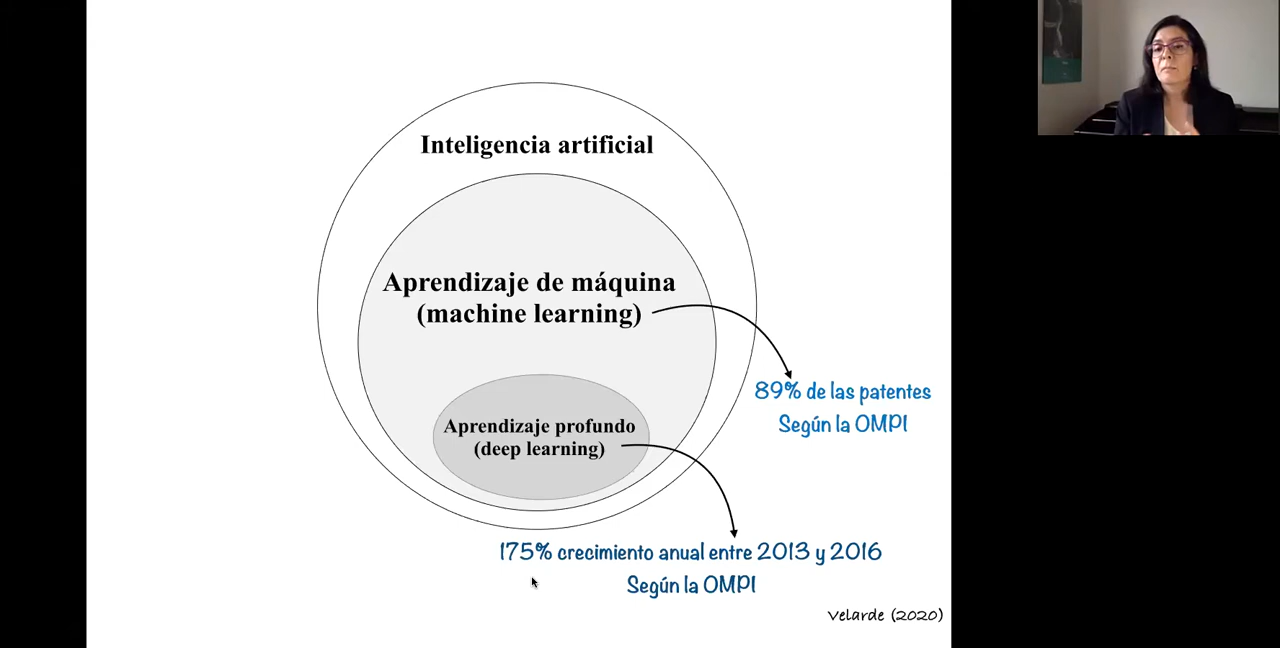 Inteligencia artificial
Aprendizaje de máquina
(machine learning)
89% de las patentes
Según la OMPI
Aprendizaje profundo
(deep learning)
175% crecimiento anual entre 2013 y 2016
Según la OMPI
Velarde (2020)